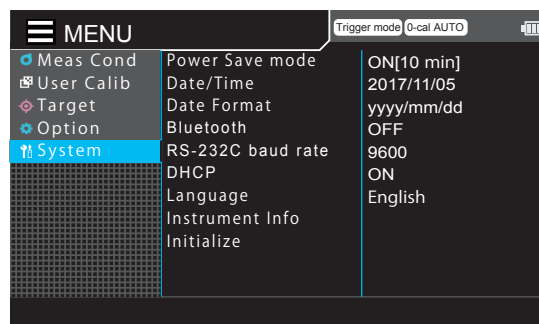 MENU
Trigger mode 0-cal AUTO
Meas Cond
User Calib
Target
Option
System
Power Save mode ON[10 min]
Date/Time 2017/11/05
Date Format yyyy/mm/dd
Bluetooth OFF
RS-232C baud rate 9600
DHCP ON
Language English
Instrument Info
Initialize